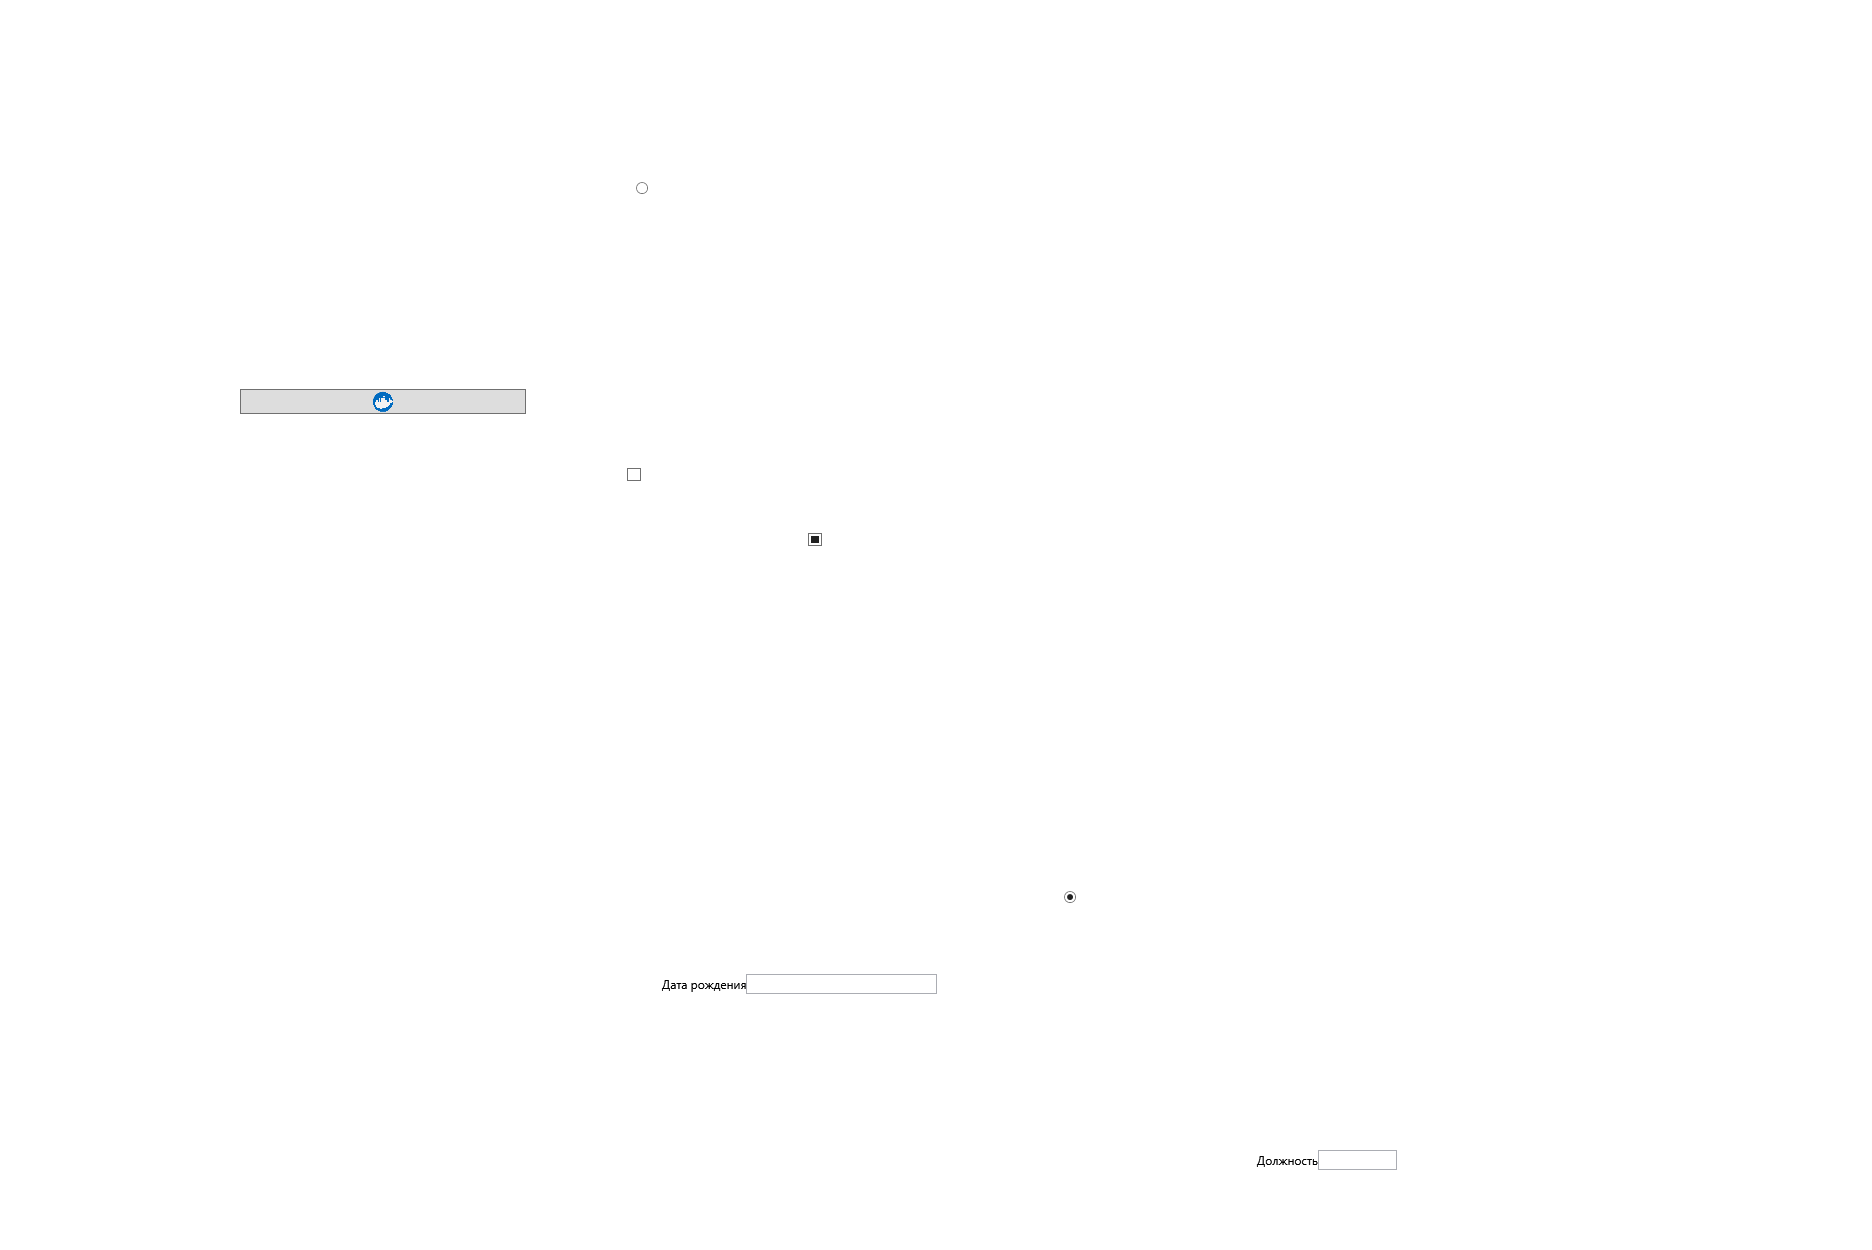 Дата рождения
Должность